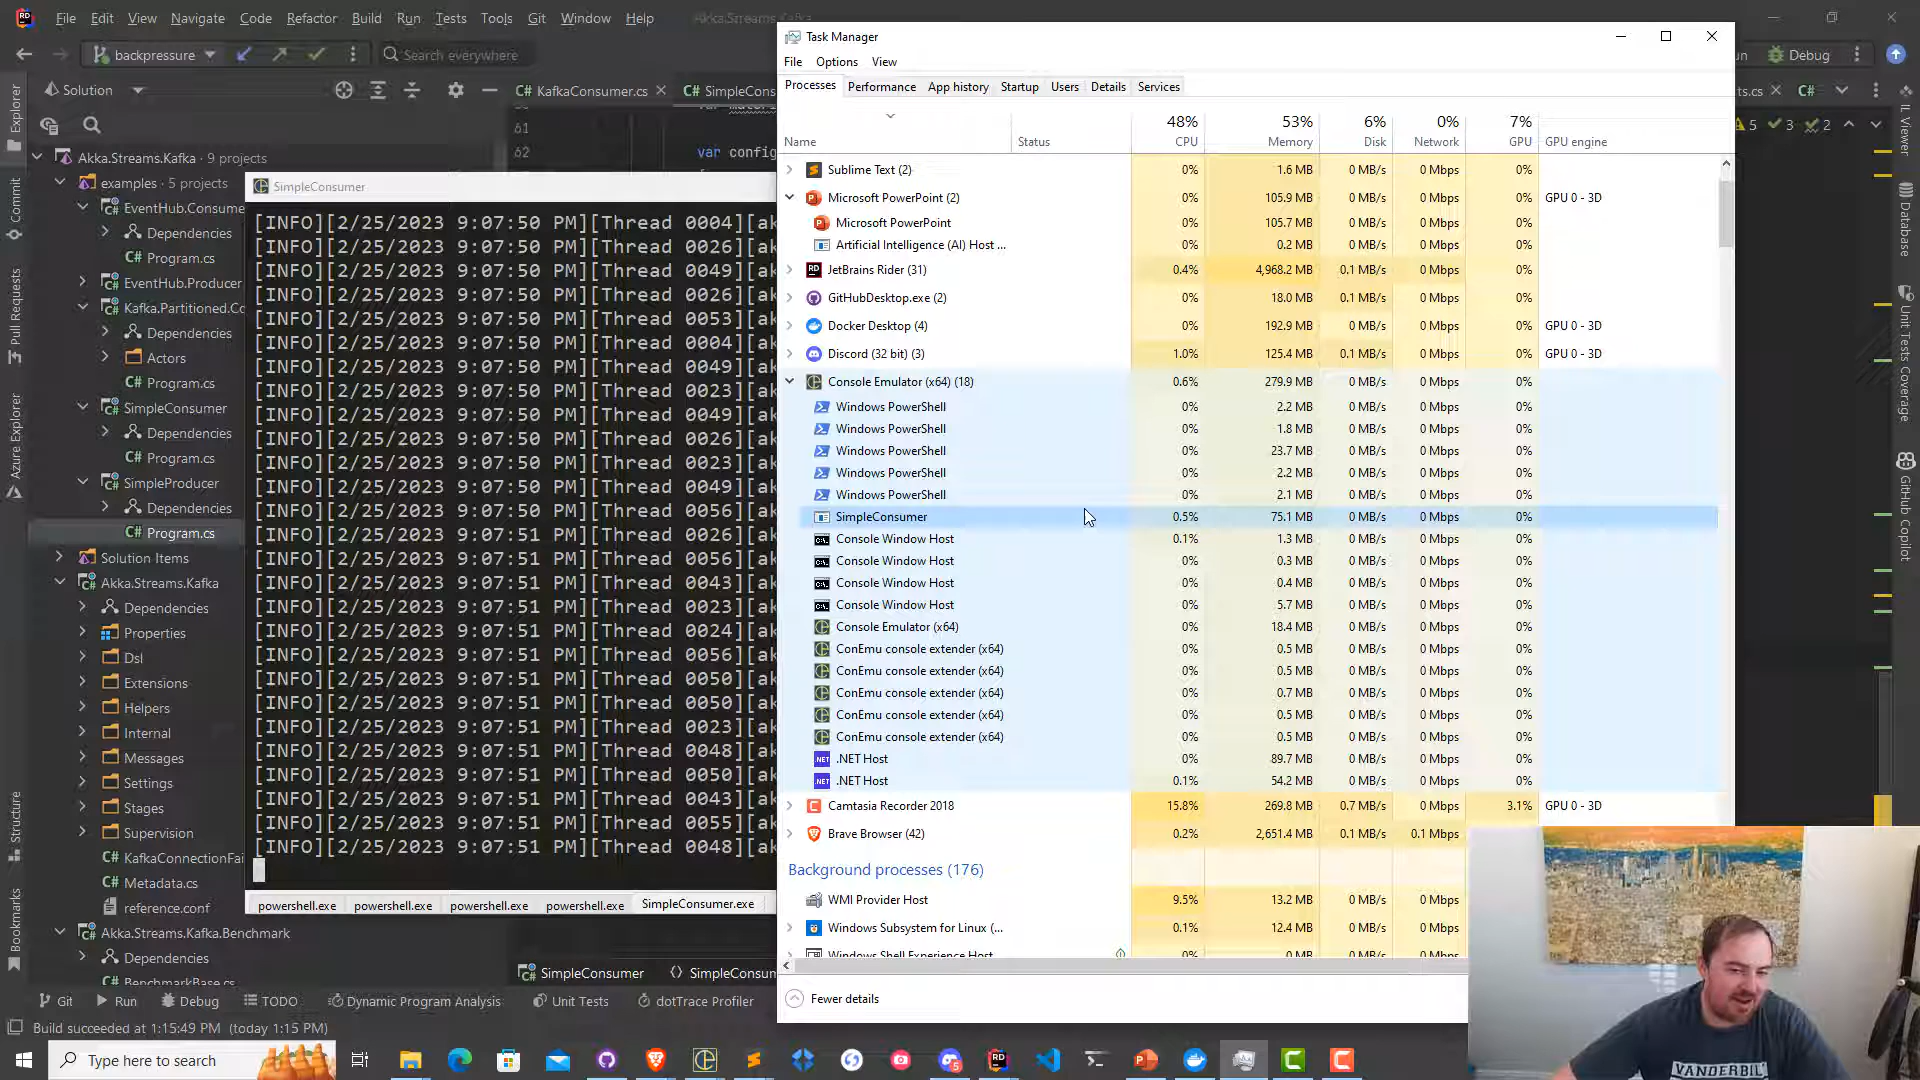 File Edit View Navigate Code Refactor Build Run Tests Tools Git Window Help Akka.Streams.Kafka
backpressure Search everywhere Debug
Solution KafkaConsumer.cs SimpleCons ts.cs C#
61
62 var config
5 3 2
Akka.Streams.Kafka · 9 projects
examples · 5 projects
EventHub.Consume
Dependencies
C# Program.cs
EventHub.Producer
Kafka.Partitioned.Co
Dependencies
Actors
C# Program.cs
SimpleConsumer
Dependencies
C# Program.cs
SimpleProducer
Dependencies
C# Program.cs
Solution Items
Akka.Streams.Kafka
Dependencies
Properties
Dsl
Extensions
Helpers
Internal
Messages
Settings
Stages
Supervision
C# KafkaConnectionFai
C# Metadata.cs
reference.conf
Akka.Streams.Kafka.Benchmark
Dependencies
C# BenchmarkBase.cs
Explorer
Commit
Pull Requests
Azure Explorer
Structure
Bookmarks
SimpleConsumer
[INFO][2/25/2023 9:07:50 PM][Thread 0004][ak
[INFO][2/25/2023 9:07:50 PM][Thread 0026][ak
[INFO][2/25/2023 9:07:50 PM][Thread 0049][ak
[INFO][2/25/2023 9:07:50 PM][Thread 0026][ak
[INFO][2/25/2023 9:07:50 PM][Thread 0053][ak
[INFO][2/25/2023 9:07:50 PM][Thread 0004][ak
[INFO][2/25/2023 9:07:50 PM][Thread 0049][ak
[INFO][2/25/2023 9:07:50 PM][Thread 0023][ak
[INFO][2/25/2023 9:07:50 PM][Thread 0049][ak
[INFO][2/25/2023 9:07:50 PM][Thread 0026][ak
[INFO][2/25/2023 9:07:50 PM][Thread 0023][ak
[INFO][2/25/2023 9:07:50 PM][Thread 0049][ak
[INFO][2/25/2023 9:07:50 PM][Thread 0056][ak
[INFO][2/25/2023 9:07:51 PM][Thread 0026][ak
[INFO][2/25/2023 9:07:51 PM][Thread 0056][ak
[INFO][2/25/2023 9:07:51 PM][Thread 0043][ak
[INFO][2/25/2023 9:07:51 PM][Thread 0023][ak
[INFO][2/25/2023 9:07:51 PM][Thread 0024][ak
[INFO][2/25/2023 9:07:51 PM][Thread 0056][ak
[INFO][2/25/2023 9:07:51 PM][Thread 0050][ak
[INFO][2/25/2023 9:07:51 PM][Thread 0050][ak
[INFO][2/25/2023 9:07:51 PM][Thread 0023][ak
[INFO][2/25/2023 9:07:51 PM][Thread 0048][ak
[INFO][2/25/2023 9:07:51 PM][Thread 0050][ak
[INFO][2/25/2023 9:07:51 PM][Thread 0043][ak
[INFO][2/25/2023 9:07:51 PM][Thread 0055][ak
[INFO][2/25/2023 9:07:51 PM][Thread 0048][ak
powershell.exe powershell.exe powershell.exe powershell.exe SimpleConsumer.exe
SimpleConsumer SimpleConsum
Task Manager
File Options View
Processes Performance App history Startup Users Details Services
48% 53% 6% 0% 7%
Name Status CPU Memory Disk Network GPU GPU engine
Sublime Text (2) 0% 1.6 MB 0 MB/s 0 Mbps 0%
Microsoft PowerPoint (2) 0% 105.9 MB 0 MB/s 0 Mbps 0% GPU 0 - 3D
Microsoft PowerPoint 0% 105.7 MB 0 MB/s 0 Mbps 0%
Artificial Intelligence (AI) Host ... 0% 0.2 MB 0 MB/s 0 Mbps 0%
JetBrains Rider (31) 0.4% 4,968.2 MB 0.1 MB/s 0 Mbps 0%
GitHubDesktop.exe (2) 0% 18.0 MB 0.1 MB/s 0 Mbps 0%
Docker Desktop (4) 0% 192.9 MB 0 MB/s 0 Mbps 0% GPU 0 - 3D
Discord (32 bit) (3) 1.0% 125.4 MB 0.1 MB/s 0 Mbps 0% GPU 0 - 3D
Console Emulator (x64) (18) 0.6% 279.9 MB 0 MB/s 0 Mbps 0%
Windows PowerShell 0% 2.2 MB 0 MB/s 0 Mbps 0%
Windows PowerShell 0% 1.8 MB 0 MB/s 0 Mbps 0%
Windows PowerShell 0% 23.7 MB 0 MB/s 0 Mbps 0%
Windows PowerShell 0% 2.2 MB 0 MB/s 0 Mbps 0%
Windows PowerShell 0% 2.1 MB 0 MB/s 0 Mbps 0%
SimpleConsumer 0.5% 75.1 MB 0 MB/s 0 Mbps 0%
Console Window Host 0.1% 1.3 MB 0 MB/s 0 Mbps 0%
Console Window Host 0% 0.3 MB 0 MB/s 0 Mbps 0%
Console Window Host 0% 0.4 MB 0 MB/s 0 Mbps 0%
Console Window Host 0% 5.7 MB 0 MB/s 0 Mbps 0%
Console Emulator (x64) 0% 18.4 MB 0 MB/s 0 Mbps 0%
ConEmu console extender (x64) 0% 0.5 MB 0 MB/s 0 Mbps 0%
ConEmu console extender (x64) 0% 0.5 MB 0 MB/s 0 Mbps 0%
ConEmu console extender (x64) 0% 0.7 MB 0 MB/s 0 Mbps 0%
ConEmu console extender (x64) 0% 0.5 MB 0 MB/s 0 Mbps 0%
ConEmu console extender (x64) 0% 0.5 MB 0 MB/s 0 Mbps 0%
.NET Host 0% 89.7 MB 0 MB/s 0 Mbps 0%
.NET Host 0.1% 54.2 MB 0 MB/s 0 Mbps 0%
Camtasia Recorder 2018 15.8% 269.8 MB 0.7 MB/s 0 Mbps 3.1% GPU 0 - 3D
Brave Browser (42) 0.2% 2,651.4 MB 0.1 MB/s 0.1 Mbps 0%
Background processes (176)
WMI Provider Host 9.5% 13.2 MB 0 MB/s 0 Mbps
Windows Subsystem for Linux (... 0.1% 12.4 MB 0 MB/s 0 Mbps
Windows Shell Experience Host 0% 0 MB 0 MB/s 0 Mbps
Fewer details
IL Viewer
Database
Unit Tests Coverage
GitHub Copilot
Git Run Debug TODO Dynamic Program Analysis Unit Tests dotTrace Profiler
Build succeeded at 1:15:49 PM (today 1:15 PM)
Type here to search
VANDERBIL